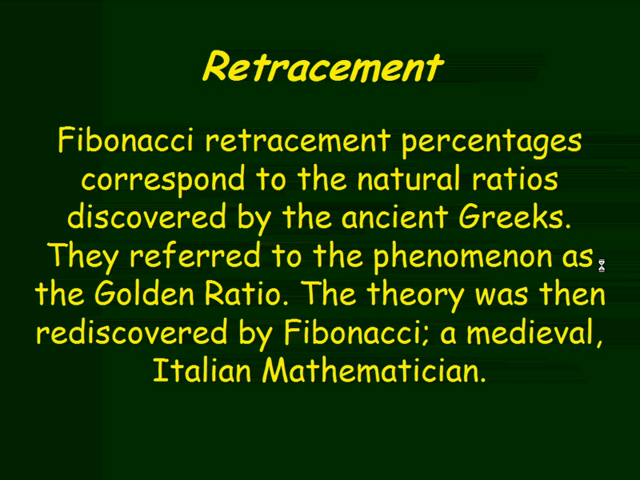 Retracement
Fibonacci retracement percentages
correspond to the natural ratios
discovered by the ancient Greeks.
They referred to the phenomenon as
the Golden Ratio. The theory was then
rediscovered by Fibonacci; a medieval,
Italian Mathematician.